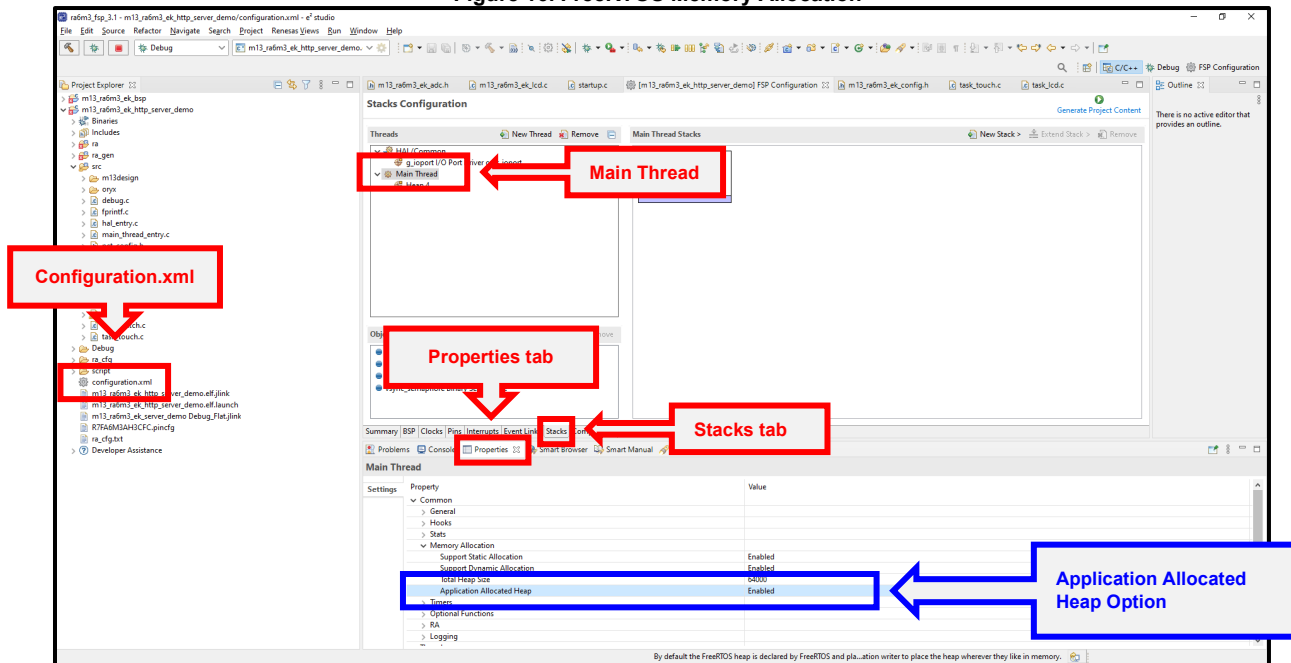 Figure 10. FreeRTOS Memory Allocation
ra6m3_fsp_3.1 - m13_ra6m3_ek_http_server_demo/configuration.xml - e² studio
File Edit Source Refactor Navigate Search Project Renesas Views Run Window Help
Debug
m13_ra6m3_ek_http_server_demo.
C/C++ Debug FSP Configuration
Project Explorer
m13_ra6m3_ek_adc.h m13_ra6m3_ek_lcd.c startup.c [m13_ra6m3_ek_http_server_demo] FSP Configuration m13_ra6m3_ek_config.h task_touch.c task_lcd.c
Outline
There is no active editor that
provides an outline.
m13_ra6m3_ek_bsp
m13_ra6m3_ek_http_server_demo
Binaries
Includes
ra
ra_gen
src
m13design
oryx
debug.c
fprintf.c
hal_entry.c
main_thread_entry.c
Configuration.xml
touch.c
Debug
ra_cfg
script
configuration.xml
m13_ra6m3_ek_http_server_demo.elf.jlink
m13_ra6m3_ek_http_server_demo.elf.launch
m13_ra6m3_ek_server_demo Debug_Flat.jlink
R7FA6M3AH3CFC.pincfg
ra_cfg.txt
Developer Assistance
Stacks Configuration
Generate Project Content
Threads New Thread Remove
Main Thread Stacks New Stack > Extend Stack > Remove
HAL/Common
g_ioport I/O Port
Main Thread
Heap 4
Main Thread
Properties tab
Stacks tab
Summary BSP Clocks Pins Interrupts Event Links Stacks
Problems Console Properties Smart Browser Smart Manual
Main Thread
Settings
Property Value
Common
General
Hooks
Stats
Memory Allocation
Support Static Allocation Enabled
Support Dynamic Allocation Enabled
Total Heap Size 64000
Application Allocated Heap Enabled
Timers
Optional Functions
RA
Logging
Application Allocated
Heap Option
By default the FreeRTOS heap is declared by FreeRTOS and pla...ation writer to place the heap wherever they like in memory.